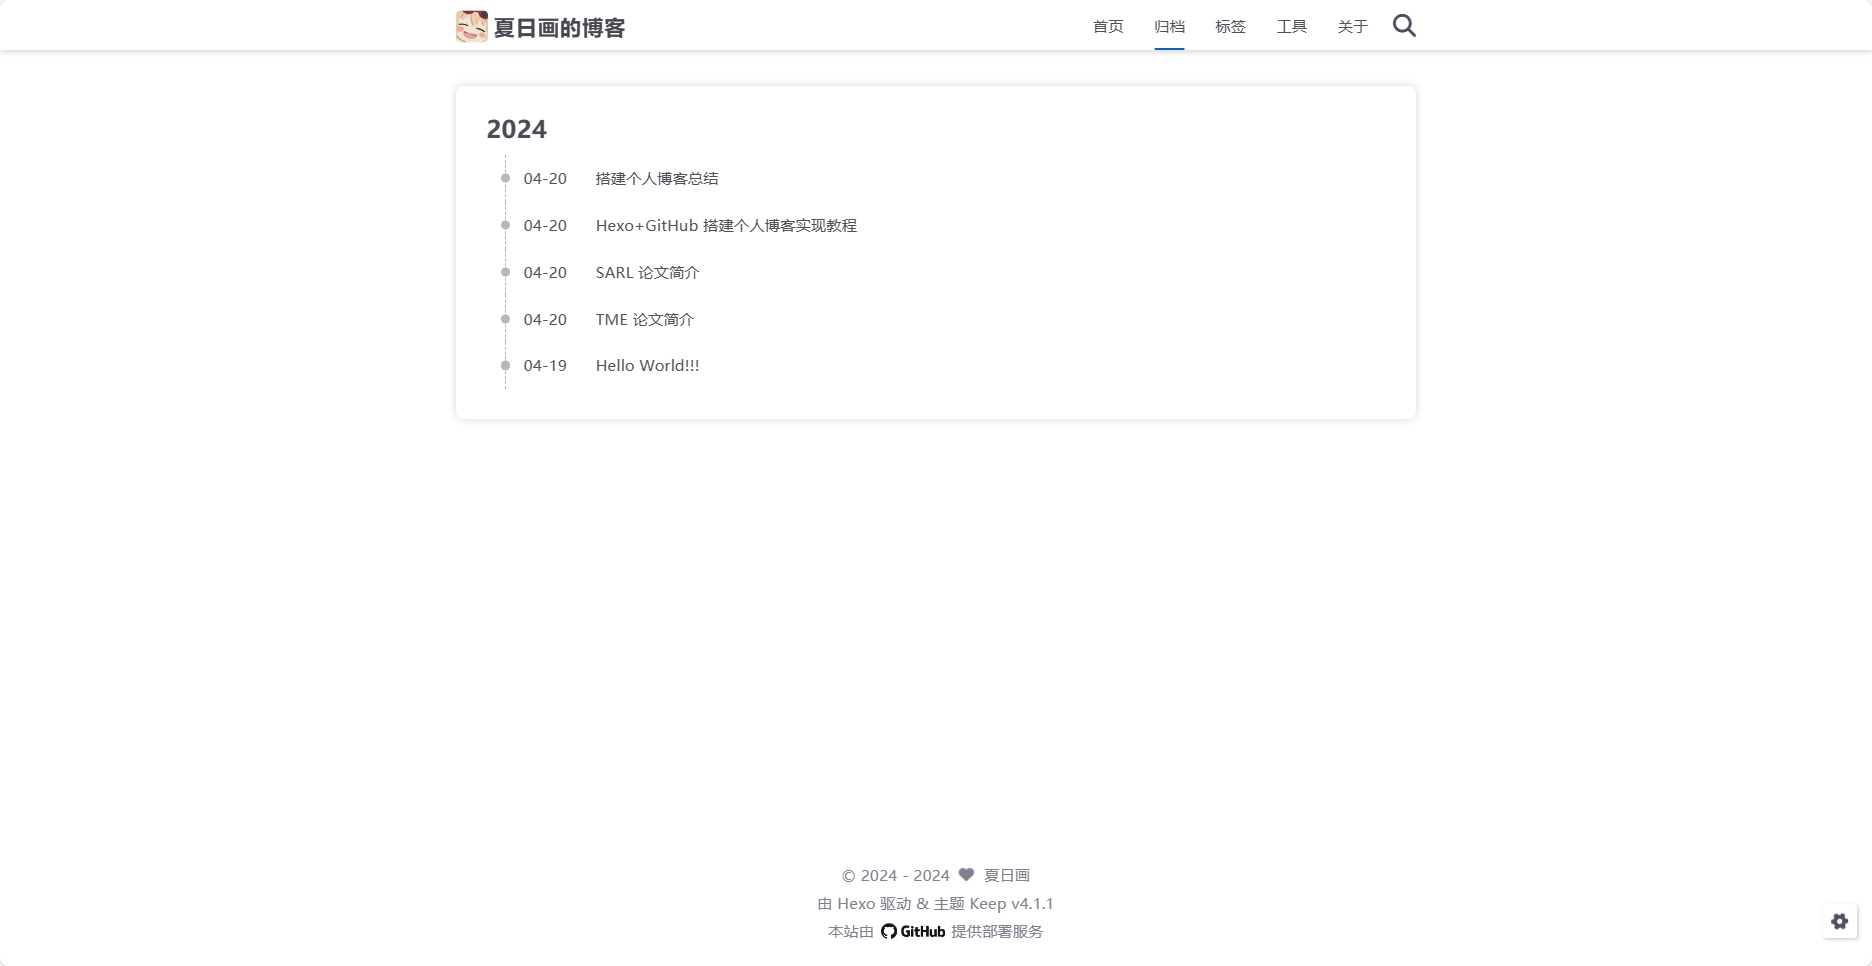 夏日画的博客 首页 归档 标签 工具 关于
2024
04-20 搭建个人博客总结
04-20 Hexo+GitHub 搭建个人博客实现教程
04-20 SARL 论文简介
04-20 TME 论文简介
04-19 Hello World!!!
© 2024 - 2024 夏日画
由 Hexo 驱动 & 主题 Keep v4.1.1
本站由 GitHub 提供部署服务